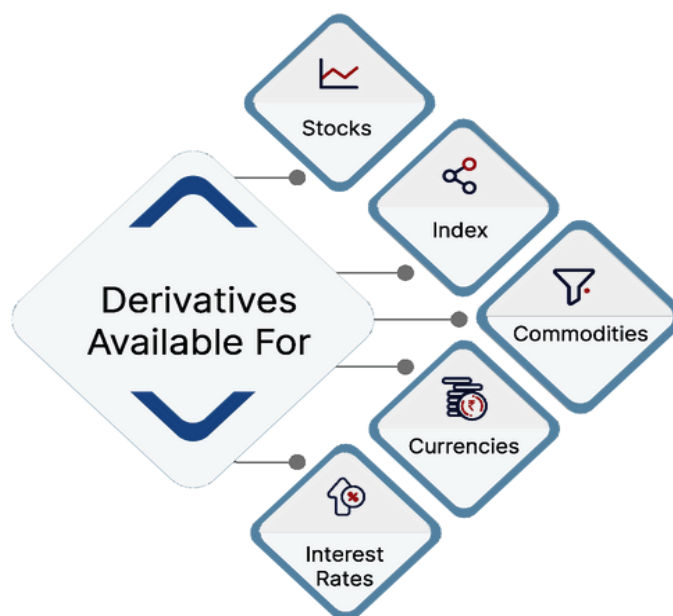 Stocks
Index
Derivatives
Available For
Commodities
Currencies
Interest
Rates